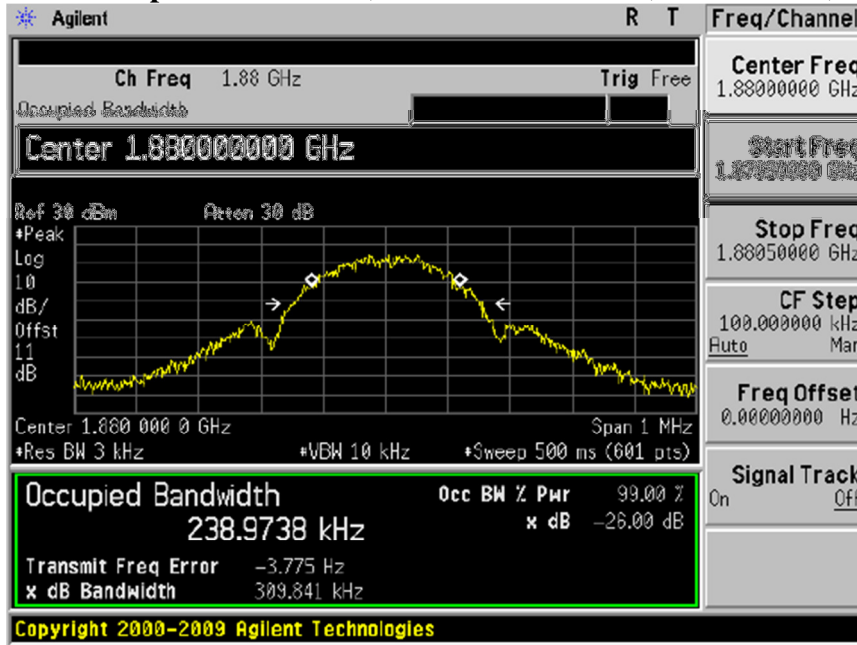 Agilent R T Freq/Channel
Ch Freq 1.88 GHz Trig Free
Occupied Bandwidth
Center 1.880000000 GHz
Center Freq
1.88000000 GHz
Start Freq
1.87950000 GHz
Stop Freq
1.88050000 GHz
CF Step
100.000000 kHz
Auto Man
Freq Offset
0.00000000 Hz
Signal Track
On Off
Ref 30 dBm Atten 30 dB
#Peak
Log
10
dB/
Offst
11
dB
Center 1.880 000 0 GHz Span 1 MHz
#Res BW 3 kHz #VBW 10 kHz #Sweep 500 ms (601 pts)
Occupied Bandwidth
238.9738 kHz
Occ BW % Pwr 99.00 %
x dB -26.00 dB
Transmit Freq Error -3.775 Hz
x dB Bandwidth 309.841 kHz
Copyright 2000-2009 Agilent Technologies